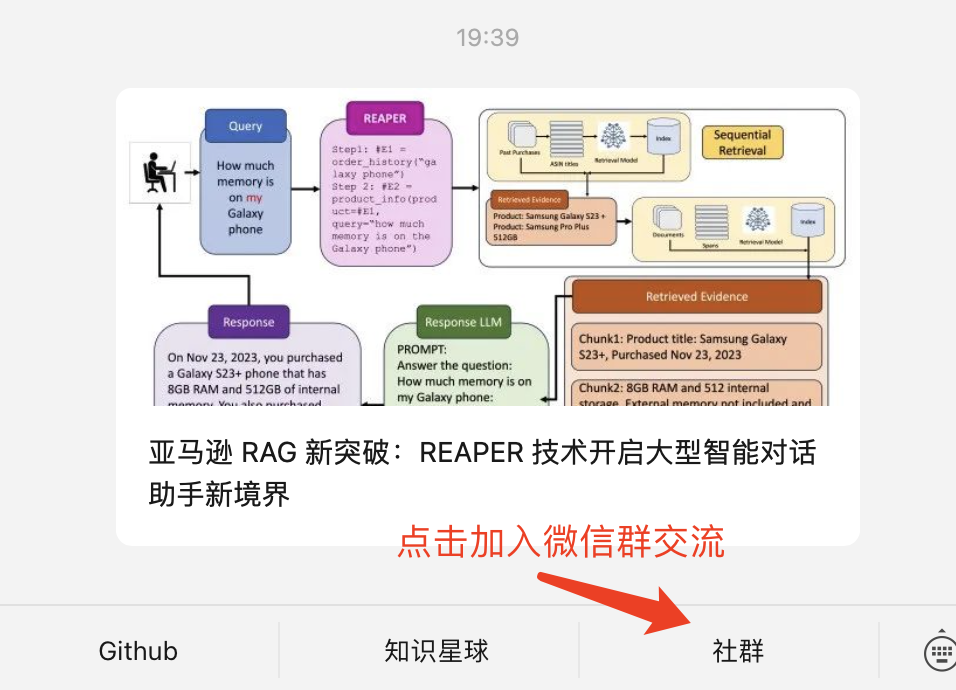 19:39
Query
How much
memory is
on my
Galaxy
phone
REAPER
Step1: #E1 =
order_history("ga
laxy phone")
Step 2: #E2 =
product_info(prod
uct=#E1,
query="how much
memory is on the
Galaxy phone")
Past Purchases
ASIN titles
Retrieval Model
Index
Sequential
Retrieval
Retrieved Evidence
Product: Samsung Galaxy S23 +
Product: Samsung Pro Plus
512GB
Documents
Spans
Retrieval Model
Index
Retrieved Evidence
Chunk1: Product title: Samsung Galaxy
S23+, Purchased Nov 23, 2023
Chunk2: 8GB RAM and 512 internal
storage. External memory not included and
Response LLM
PROMPT:
Answer the question:
How much memory is on
my Galaxy phone:
Response
On Nov 23, 2023, you purchased
a Galaxy S23+ phone that has
8GB RAM and 512GB of internal
memory. You also purchased
亚马逊 RAG 新突破：REAPER 技术开启大型智能对话
助手新境界
点击加入微信群交流
Github
知识星球
社群